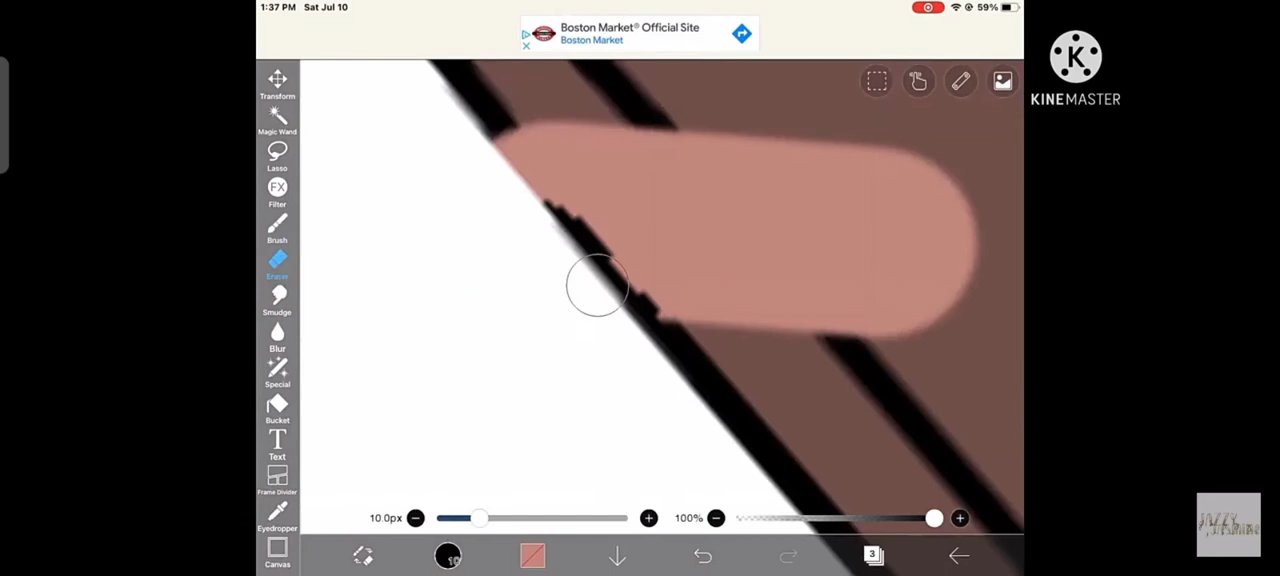 1:37 PM Sat Jul 10
59%
Boston Market® Official Site
Boston Market
KINEMASTER
K
Transform
Magic Wand
Lasso
FX
Filter
Brush
Eraser
Smudge
Blur
Special
Bucket
T
Text
Frame Divider
Eyedropper
Canvas
10.0px
100%
10
3